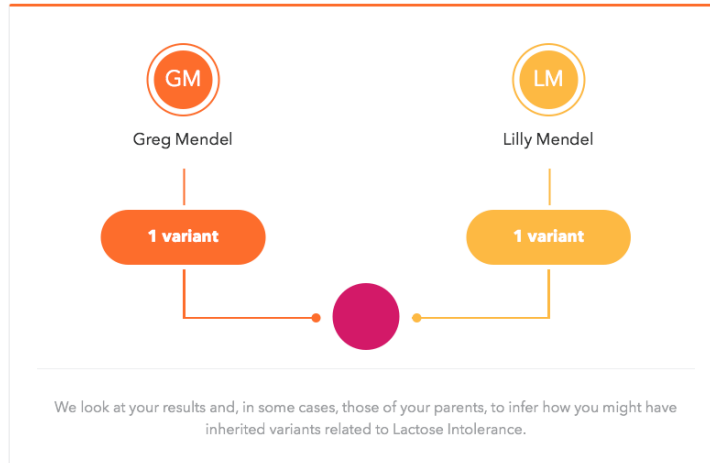 GM LM
Greg Mendel Lilly Mendel
1 variant 1 variant
We look at your results and, in some cases, those of your parents, to infer how you might have
inherited variants related to Lactose Intolerance.